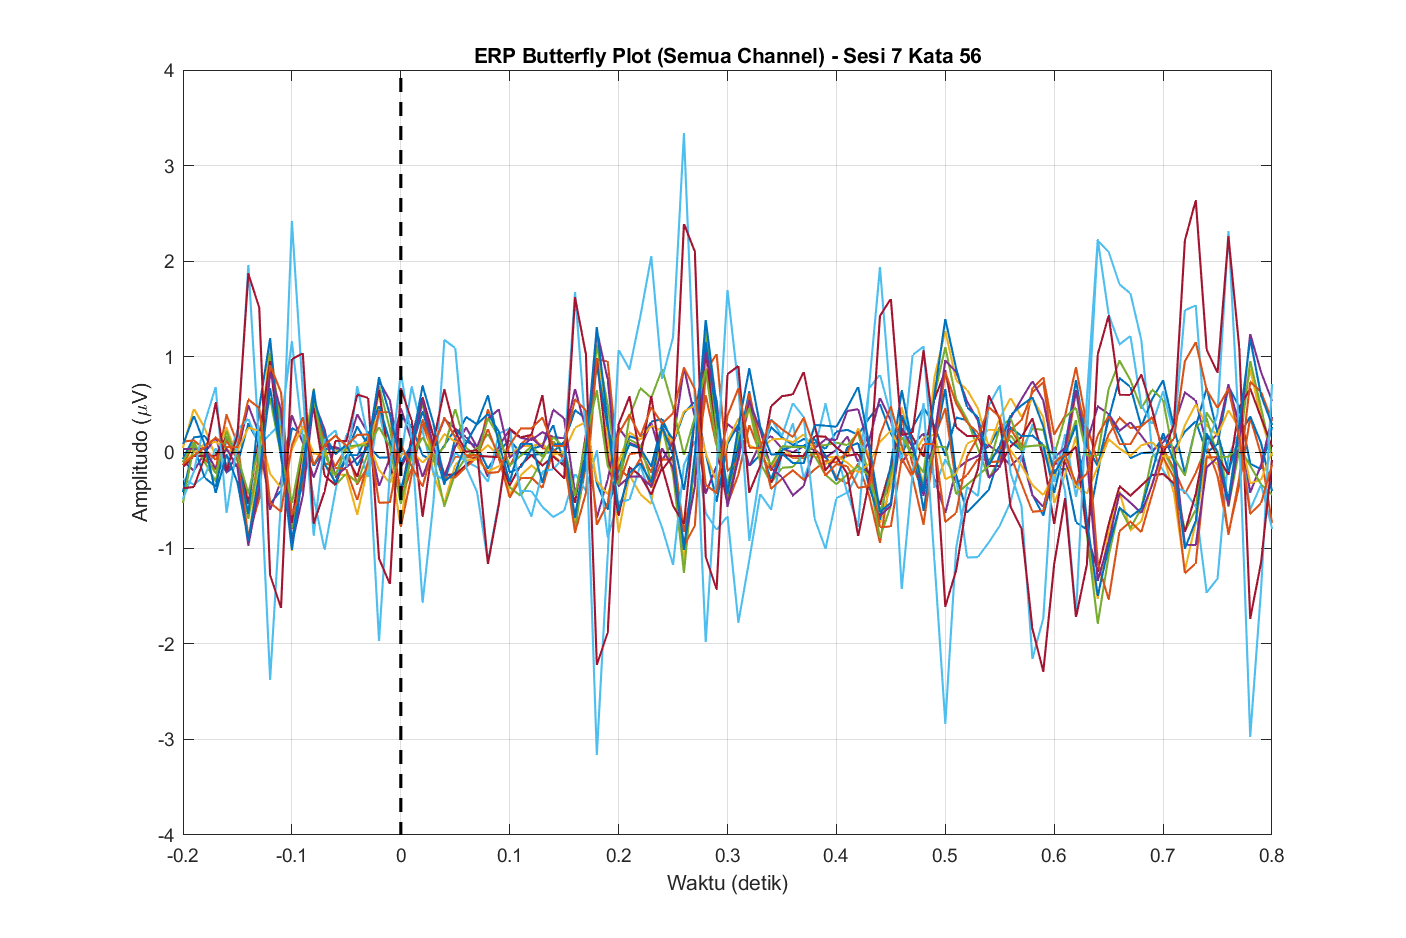 ERP Butterfly Plot (Semua Channel) - Sesi 7 Kata 56
Amplitudo (μV)
4
3
2
1
0
-1
-2
-3
-4
-0.2 -0.1 0 0.1 0.2 0.3 0.4 0.5 0.6 0.7 0.8
Waktu (detik)